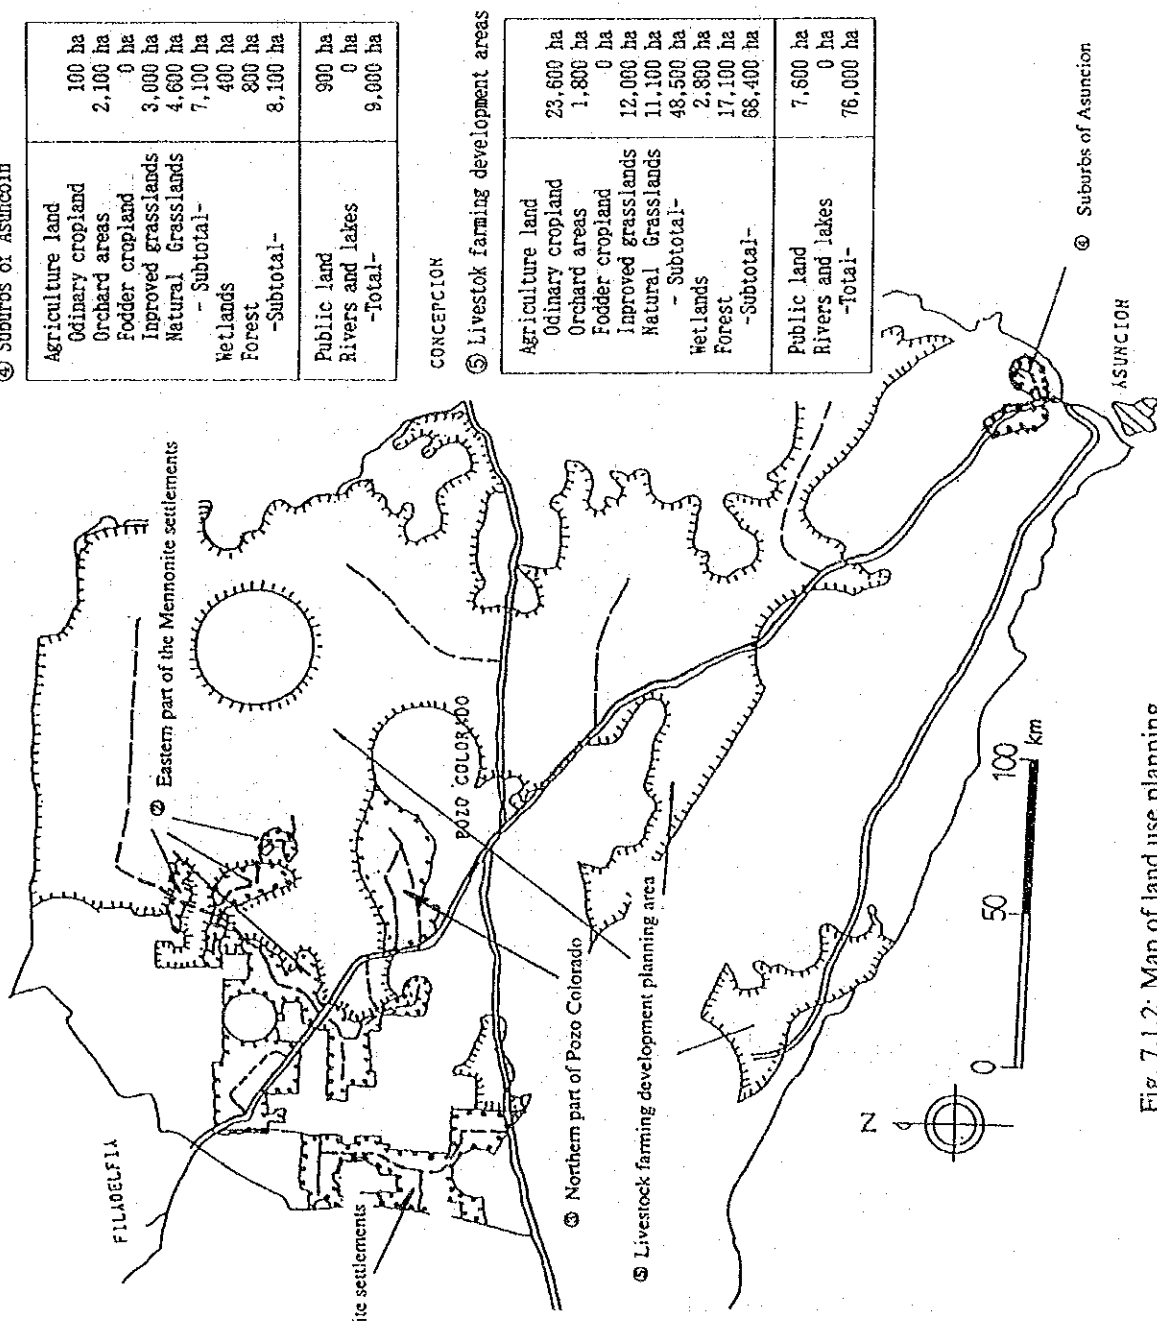 ④ Suburbs of Asuncoin
Agriculture land
Odinary cropland 100 ha
Orchard areas 2,100 ha
Fodder cropland 0 ha
Inproved grasslands 3,000 ha
Natural Grasslands 4,600 ha
- Subtotal- 7,100 ha
Wetlands 400 ha
Forest 800 ha
-Subtotal- 8,100 ha
Public land 900 ha
Rivers and lakes 0 ha
-Total- 9,000 ha
CONCEPCION
⑤ Livestok farming development areas
Agriculture land
Odinary cropland 23,600 ha
Orchard areas 1,800 ha
Fodder cropland 0 ha
Inproved grasslands 12,000 ha
Natural Grasslands 11,100 ha
- Subtotal- 48,500 ha
Wetlands 2,800 ha
Forest 17,100 ha
-Subtotal- 68,400 ha
Public land 7,600 ha
Rivers and lakes 0 ha
-Total- 76,000 ha
② Eastern part of the Mennonite settlements
FILADELFIA
ite settlements
POZO COLORADO
③ Northern part of Pozo Colorado
⑤ Livestock farming development planning area
④ Suburbs of Asuncion
ASUNCION
N
0 50 100
km
Fig. 7.1.2: Map of land use planning